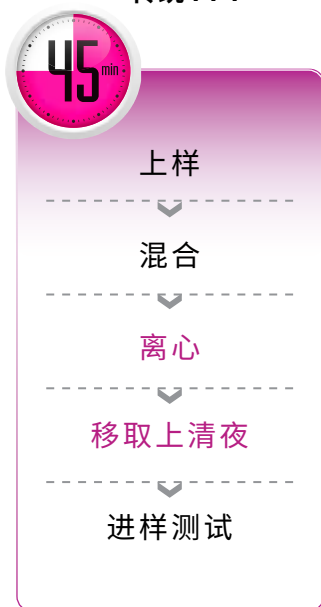 45 min
上样
混合
离心
移取上清夜
进样测试